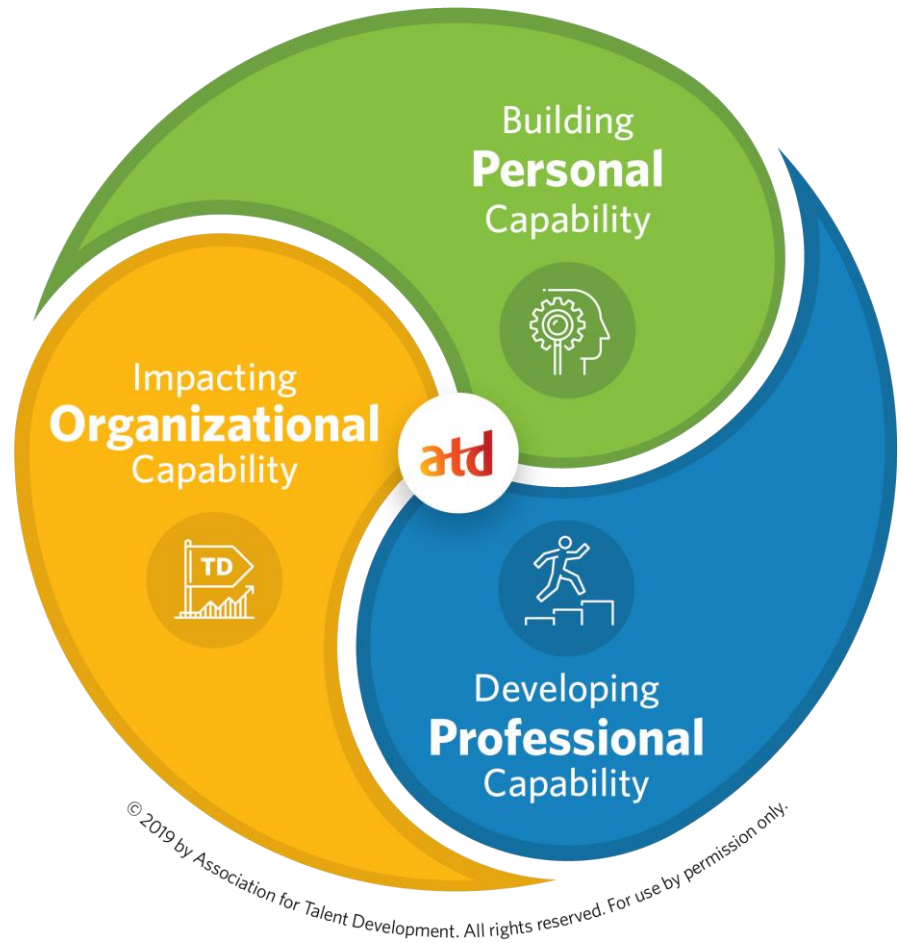 Building
Personal
Capability
Impacting
Organizational
Capability
TD
atd
Developing
Professional
Capability
© 2019 by Association for Talent Development. All rights reserved. For use by permission only.